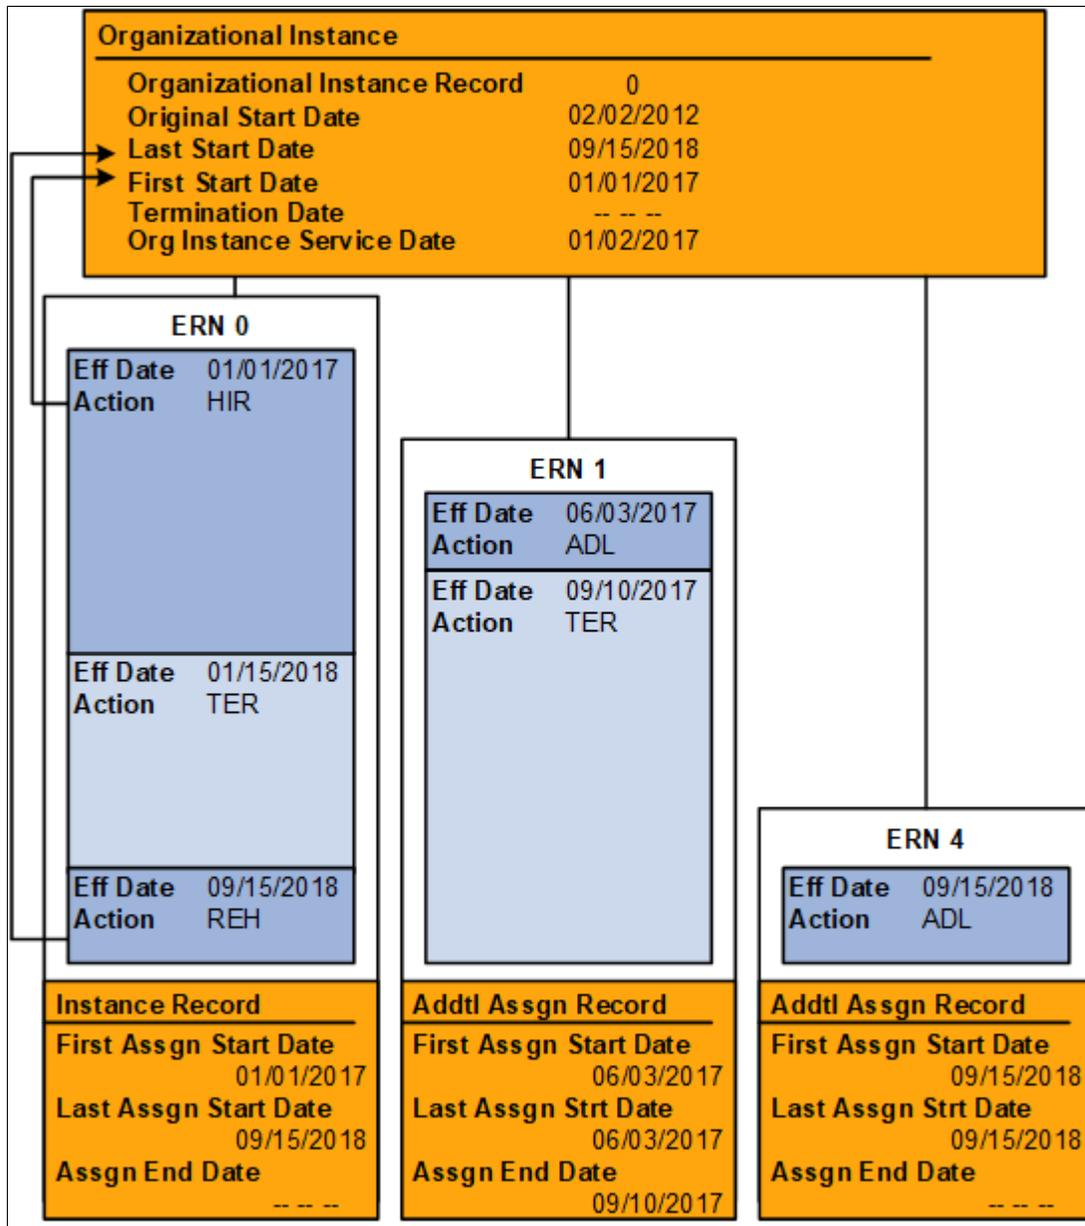 Organizational Instance
Organizational Instance Record 0
Original Start Date 02/02/2012
Last Start Date 09/15/2018
First Start Date 01/01/2017
Termination Date -- -- --
Org Instance Service Date 01/02/2017
ERN 0
Eff Date 01/01/2017
Action HIR
Eff Date 01/15/2018
Action TER
Eff Date 09/15/2018
Action REH
Instance Record
First Assgn Start Date
01/01/2017
Last Assgn Start Date
09/15/2018
Assgn End Date
-- -- --
ERN 1
Eff Date 06/03/2017
Action ADL
Eff Date 09/10/2017
Action TER
Addtl Assgn Record
First Assgn Start Date
06/03/2017
Last Assgn Strt Date
06/03/2017
Assgn End Date
09/10/2017
ERN 4
Eff Date 09/15/2018
Action ADL
Addtl Assgn Record
First Assgn Start Date
09/15/2018
Last Assgn Strt Date
09/15/2018
Assgn End Date
-- -- --